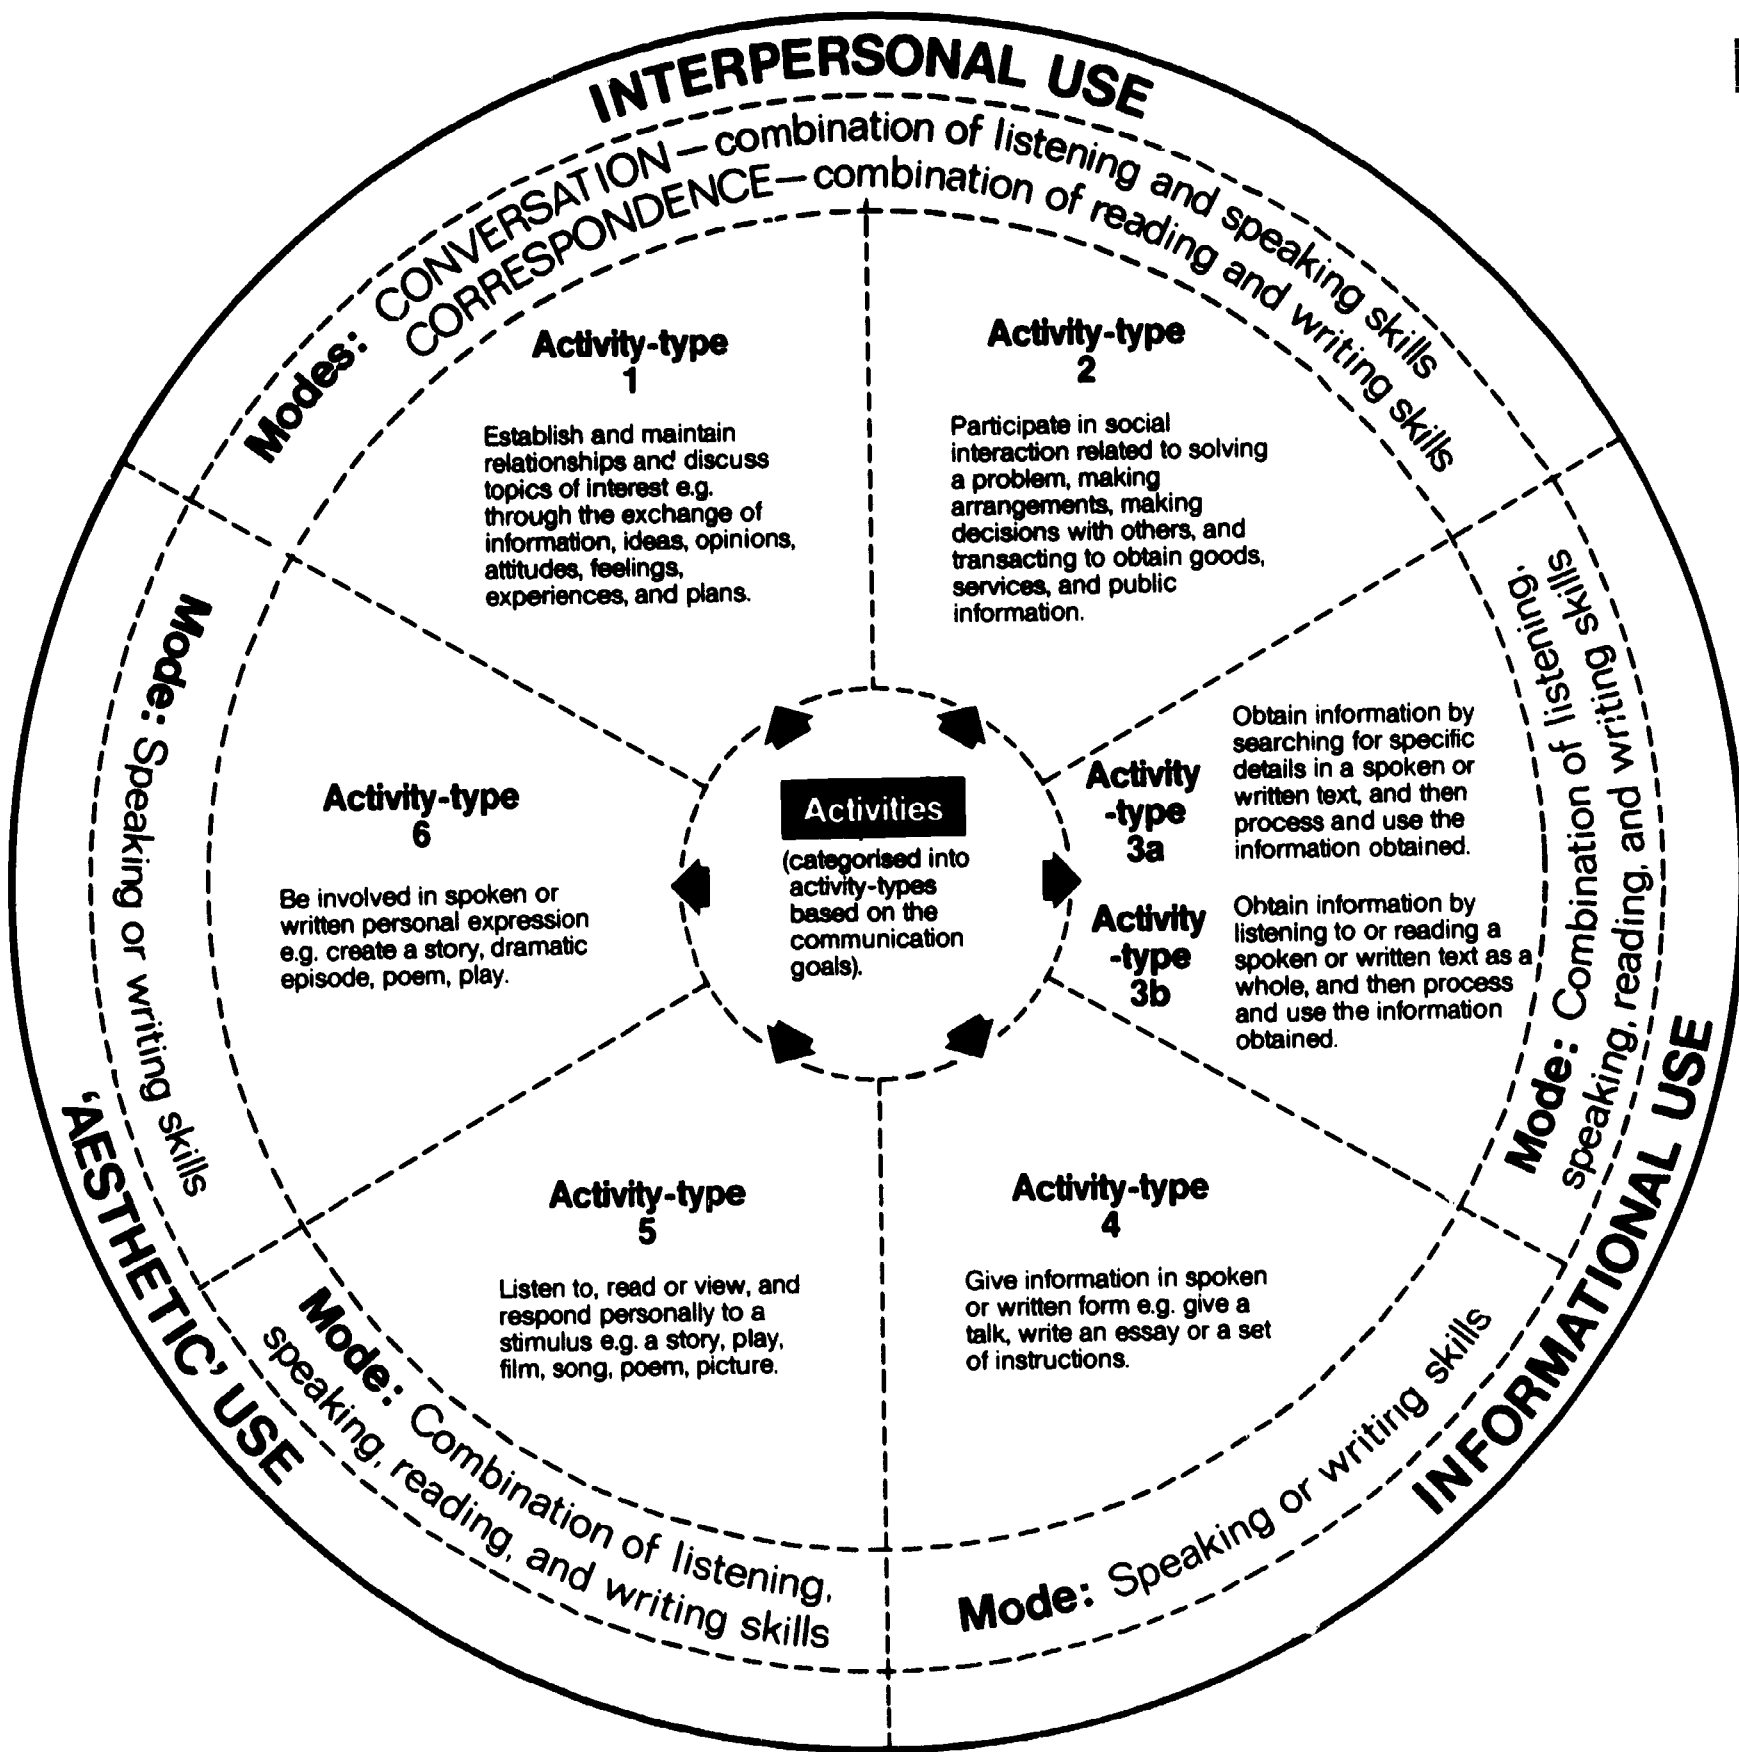 INTERPERSONAL USE
Modes: CONVERSATION — combination of listening and speaking skills
CORRESPONDENCE — combination of reading and writing skills
Activity-type
1
Establish and maintain
relationships and discuss
topics of interest e.g.
through the exchange of
information, ideas, opinions,
attitudes, feelings,
experiences, and plans.
Activity-type
2
Participate in social
interaction related to solving
a problem, making
arrangements, making
decisions with others, and
transacting to obtain goods,
services, and public
information.
Activity
-type
3a
Obtain information by
searching for specific
details in a spoken or
written text, and then
process and use the
information obtained.
Activity
-type
3b
Obtain information by
listening to or reading a
spoken or written text as a
whole, and then process
and use the information
obtained.
Mode: Combination of listening,
speaking, reading, and writing skills
INFORMATIONAL USE
Activity-type
4
Give information in spoken
or written form e.g. give a
talk, write an essay or a set
of instructions.
Mode: Speaking or writing skills
Activity-type
5
Listen to, read or view, and
respond personally to a
stimulus e.g. a story, play,
film, song, poem, picture.
Mode: Combination of listening,
speaking, reading, and writing skills
'AESTHETIC' USE
Activity-type
6
Be involved in spoken or
written personal expression
e.g. create a story, dramatic
episode, poem, play.
Mode: Speaking or writing skills
Activities
(categorised into
activity-types
based on the
communication
goals).